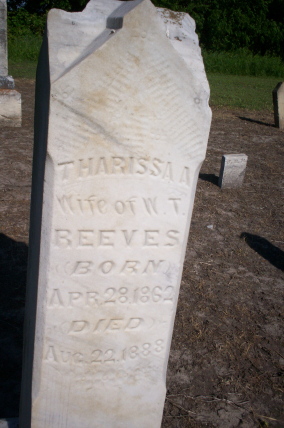 THARISSA A
Wife of W. T.
REEVES
BORN
APR. 28, 1862
DIED
AUG. 22, 1888